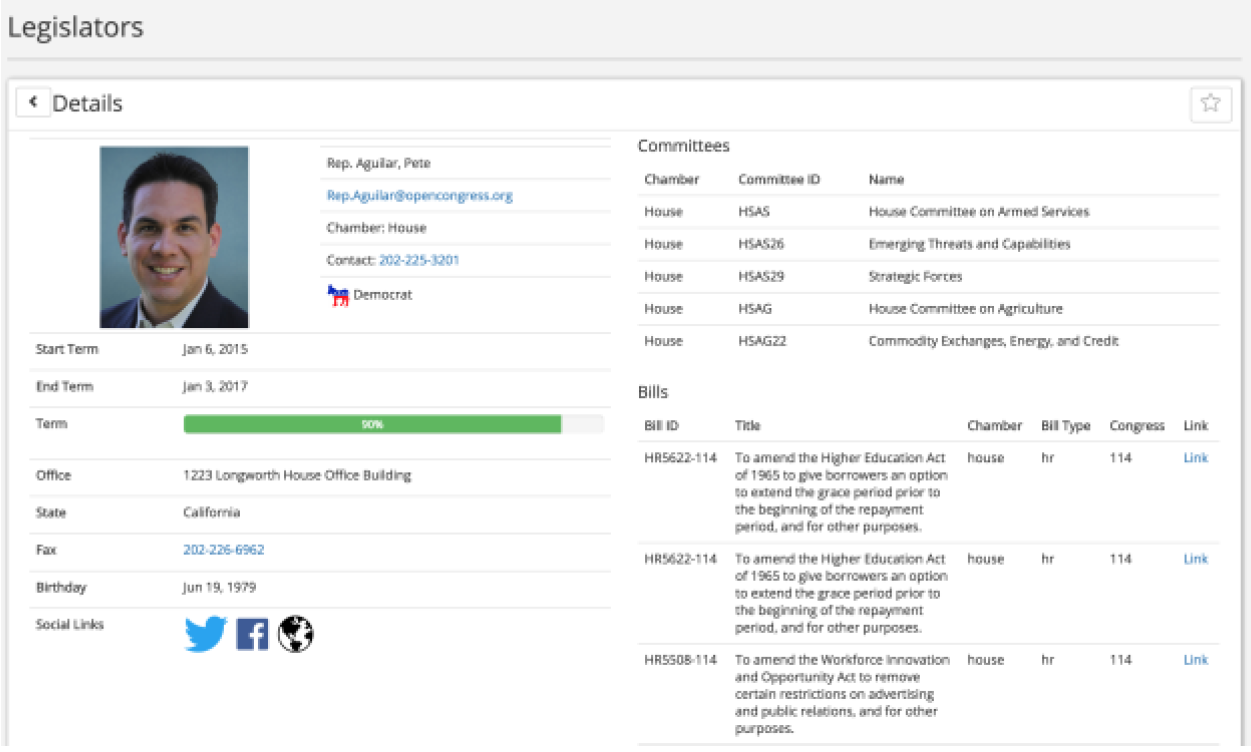 Legislators
Details
Rep. Aguilar, Pete
Rep.Aguilar@opencongress.org
Chamber: House
Contact: 202-225-3201
Democrat
Start Term Jan 6, 2015
End Term Jan 3, 2017
Term 90%
Office 1223 Longworth House Office Building
State California
Fax 202-226-6962
Birthday Jun 19, 1979
Social Links
Committees
Chamber Committee ID Name
House HSAS House Committee on Armed Services
House HSAS26 Emerging Threats and Capabilities
House HSAS29 Strategic Forces
House HSAG House Committee on Agriculture
House HSAG22 Commodity Exchanges, Energy, and Credit
Bills
Bill ID Title Chamber Bill Type Congress Link
HR5622-114 To amend the Higher Education Act house hr 114 Link
of 1965 to give borrowers an option
to extend the grace period prior to
the beginning of the repayment
period, and for other purposes.
HR5622-114 To amend the Higher Education Act house hr 114 Link
of 1965 to give borrowers an option
to extend the grace period prior to
the beginning of the repayment
period, and for other purposes.
HR5508-114 To amend the Workforce Innovation house hr 114 Link
and Opportunity Act to remove
certain restrictions on advertising
and public relations, and for other
purposes.